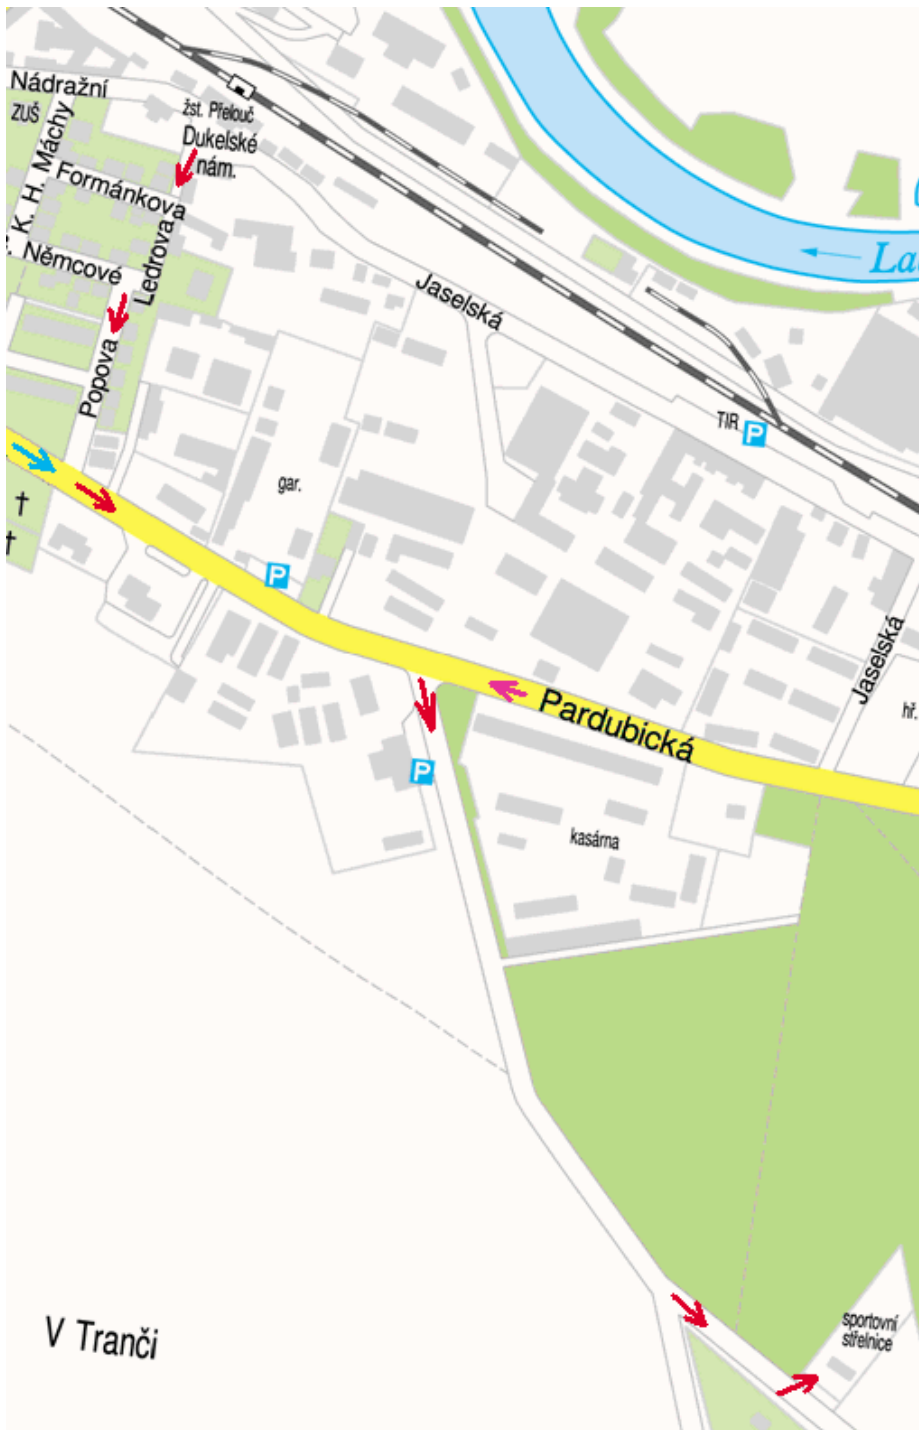 Nádražní
ZUŠ
K. H. Máchy
žst. Přelouč
Dukelské
nám.
Formánkova
Němcové
Ledrova
Popova
Jaselská
TIR
P
gar.
P
Pardubická
Jaselská
hř.
P
kasárna
V Tranči
sportovní
střelnice